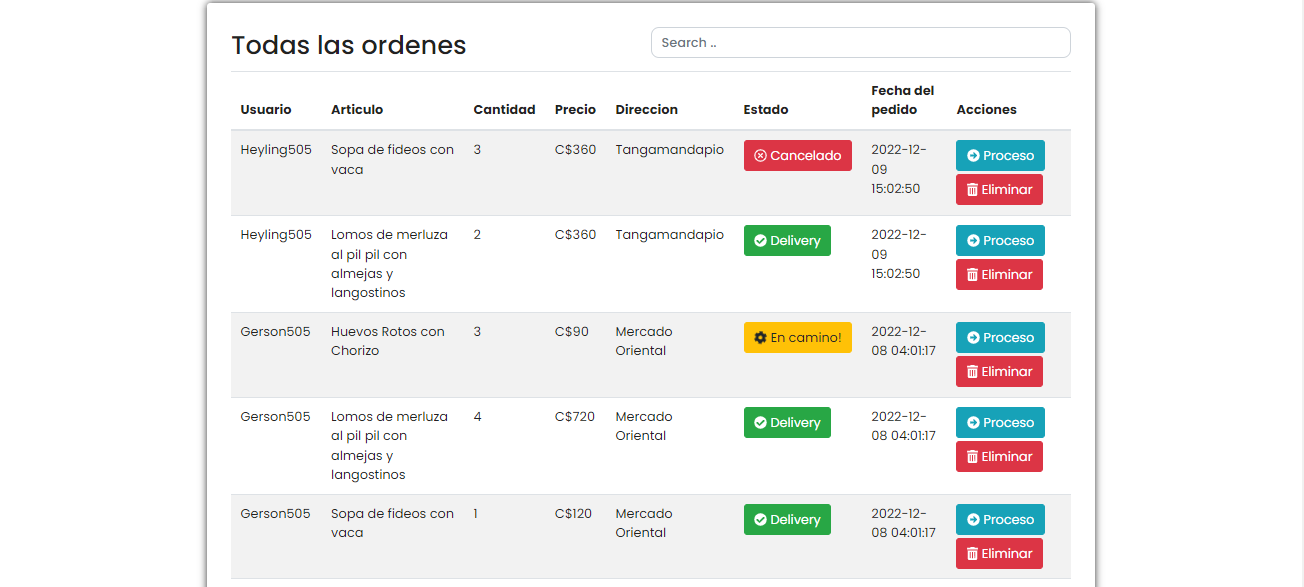 Todas las ordenes
Search ..
Usuario Articulo Cantidad Precio Direccion Estado Fecha del pedido Acciones
Heyling505 Sopa de fideos con 3 C$360 Tangamandapio Cancelado 2022-12- Proceso
vaca 09
15:02:50 Eliminar
Heyling505 Lomos de merluza 2 C$360 Tangamandapio Delivery 2022-12- Proceso
al pil pil con 09
almejas y 15:02:50 Eliminar
langostinos
Gerson505 Huevos Rotos con 3 C$90 Mercado En camino! 2022-12- Proceso
Chorizo Oriental 08 04:01:17
Eliminar
Gerson505 Lomos de merluza 4 C$720 Mercado Delivery 2022-12- Proceso
al pil pil con Oriental 08 04:01:17
almejas y Eliminar
langostinos
Gerson505 Sopa de fideos con 1 C$120 Mercado Delivery 2022-12- Proceso
vaca Oriental 08 04:01:17
Eliminar